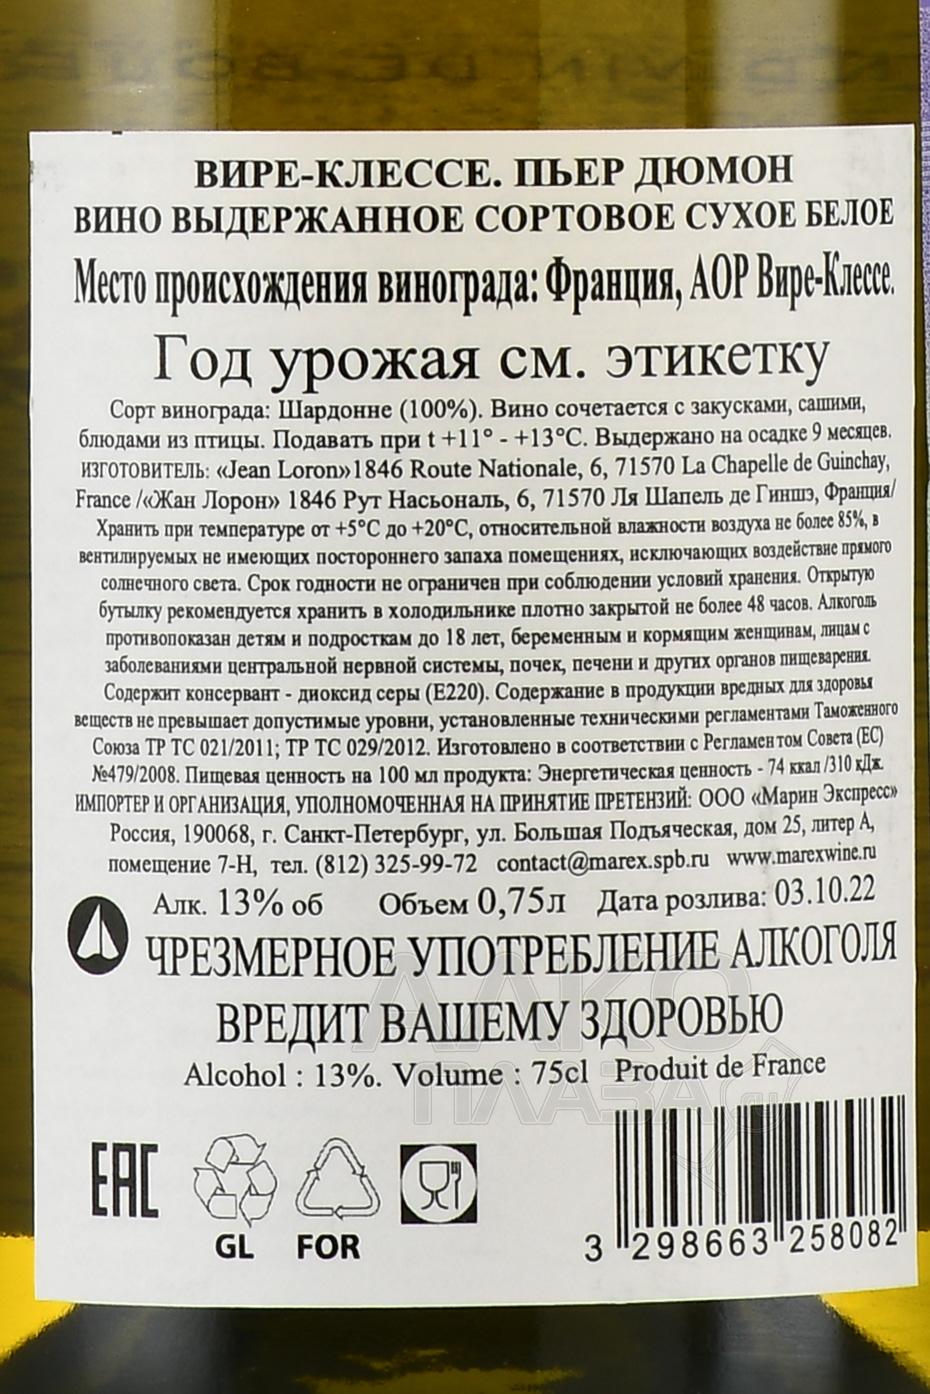 ВИРЕ-КЛЕССЕ. ПЬЕР ДЮМОН
ВИНО ВЫДЕРЖАННОЕ СОРТОВОЕ СУХОЕ БЕЛОЕ
Место происхождения винограда: Франция, АОР Вире-Клессе.
Год урожая см. этикетку
Сорт винограда: Шардонне (100%). Вино сочетается с закусками, сашими,
блюдами из птицы. Подавать при t +11° - +13°C. Выдержано на осадке 9 месяцев.
ИЗГОТОВИТЕЛЬ: «Jean Loron»1846 Route Nationale, 6, 71570 La Chapelle de Guinchay,
France /«Жан Лорон» 1846 Рут Насьональ, 6, 71570 Ля Шапель де Гиншэ, Франция/
Хранить при температуре от +5°C до +20°C, относительной влажности воздуха не более 85%, в
вентилируемых не имеющих постороннего запаха помещениях, исключающих воздействие прямого
солнечного света. Срок годности не ограничен при соблюдении условий хранения. Открытую
бутылку рекомендуется хранить в холодильнике плотно закрытой не более 48 часов. Алкоголь
противопоказан детям и подросткам до 18 лет, беременным и кормящим женщинам, лицам с
заболеваниями центральной нервной системы, почек, печени и других органов пищеварения.
Содержит консервант - диоксид серы (E220). Содержание в продукции вредных для здоровья
веществ не превышает допустимые уровни, установленные техническими регламентами Таможенного
Союза ТР ТС 021/2011; ТР ТС 029/2012. Изготовлено в соответствии с Регламентом Совета (ЕС)
№479/2008. Пищевая ценность на 100 мл продукта: Энергетическая ценность - 74 ккал /310 кДж.
ИМПОРТЕР И ОРГАНИЗАЦИЯ, УПОЛНОМОЧЕННАЯ НА ПРИНЯТИЕ ПРЕТЕНЗИЙ: ООО «Марин Экспресс»
Россия, 190068, г. Санкт-Петербург, ул. Большая Подъяческая, дом 25, литер А,
помещение 7-Н, тел. (812) 325-99-72 contact@marex.spb.ru www.marexwine.ru
Алк. 13% об Объем 0,75л Дата розлива: 03.10.22
ЧРЕЗМЕРНОЕ УПОТРЕБЛЕНИЕ АЛКОГОЛЯ
ВРЕДИТ ВАШЕМУ ЗДОРОВЬЮ
Alcohol : 13%. Volume : 75cl Produit de France
АЛКО
ПЛАЗА
EAC
GL FOR
3 298663 258082